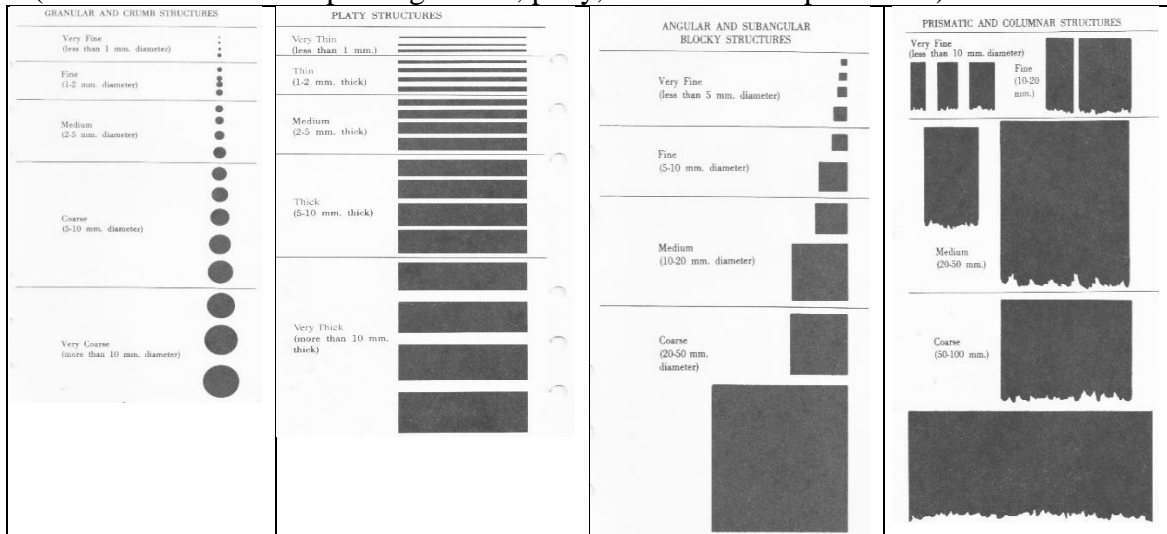 GRANULAR AND CRUMB STRUCTURES
Very Fine
(less than 1 mm. diameter)
Fine
(1-2 mm. diameter)
Medium
(2-5 mm. diameter)
Coarse
(5-10 mm. diameter)
Very Coarse
(more than 10 mm. diameter)
PLATY STRUCTURES
Very Thin
(less than 1 mm.)
Thin
(1-2 mm. thick)
Medium
(2-5 mm. thick)
Thick
(5-10 mm. thick)
Very Thick
(more than 10 mm.
thick)
ANGULAR AND SUBANGULAR
BLOCKY STRUCTURES
Very Fine
(less than 5 mm. diameter)
Fine
(5-10 mm. diameter)
Medium
(10-20 mm. diameter)
Coarse
(20-50 mm.
diameter)
PRISMATIC AND COLUMNAR STRUCTURES
Very Fine
(less than 10 mm. diameter)
Fine
(10-20
mm.)
Medium
(20-50 mm.)
Coarse
(50-100 mm.)